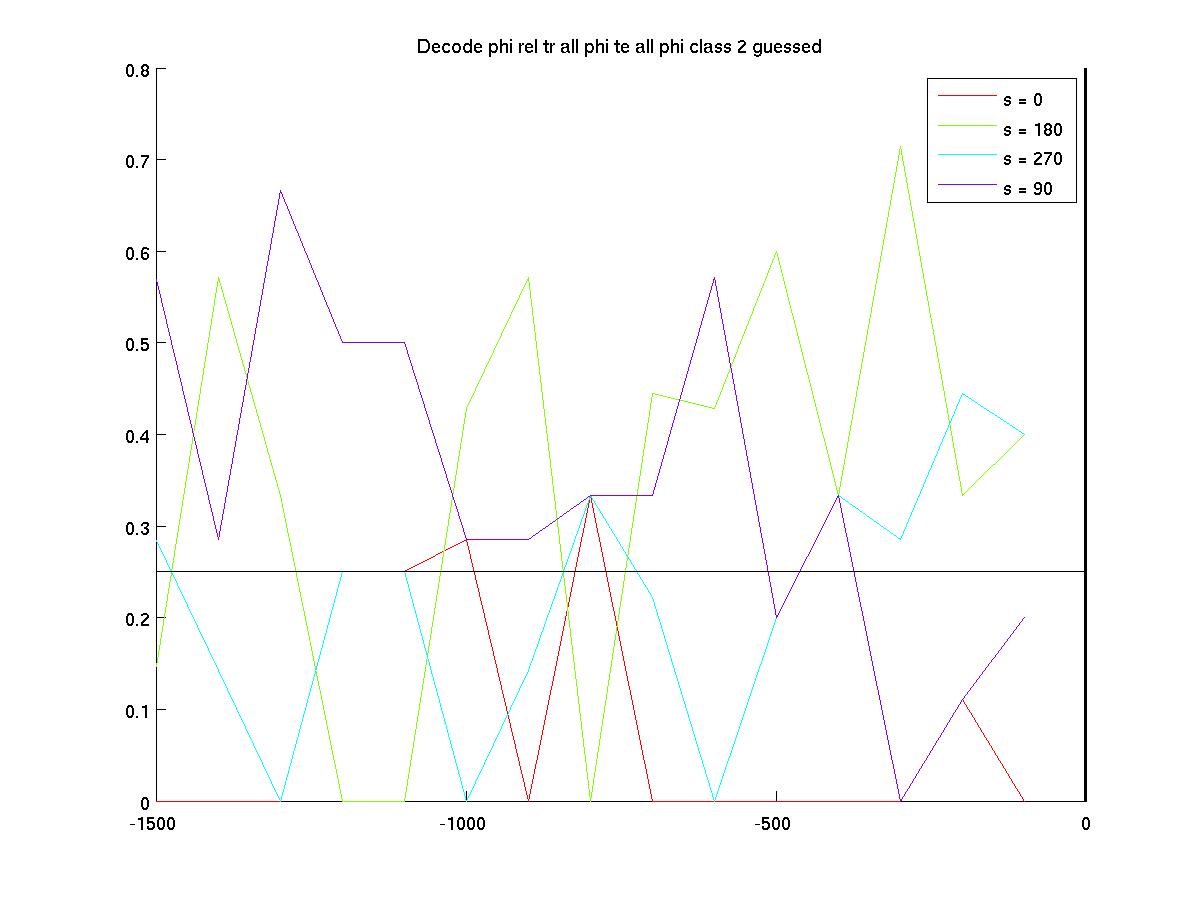 Decode phi rel tr all phi te all phi class 2 guessed
0.8
0.7
0.6
0.5
0.4
0.3
0.2
0.1
0
-1500
-1000
-500
0
s = 0
s = 180
s = 270
s = 90